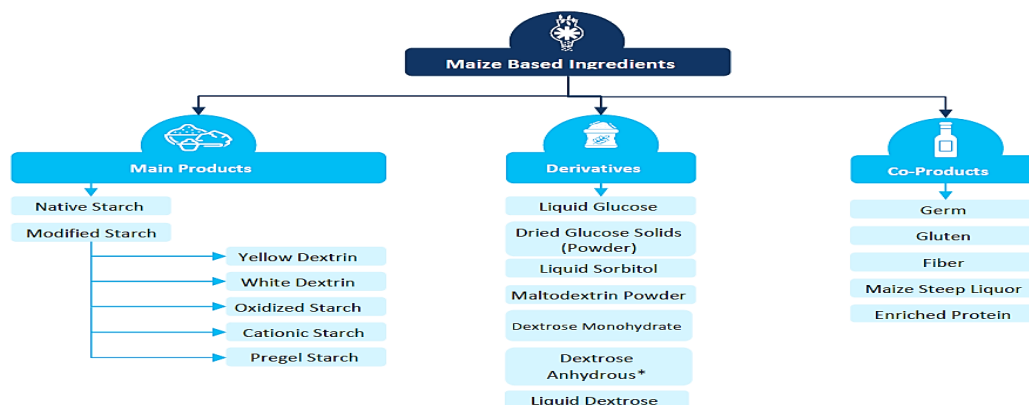 Maize Based Ingredients
Main Products
Native Starch
Modified Starch
Yellow Dextrin
White Dextrin
Oxidized Starch
Cationic Starch
Pregel Starch
Derivatives
Liquid Glucose
Dried Glucose Solids
(Powder)
Liquid Sorbitol
Maltodextrin Powder
Dextrose Monohydrate
Dextrose
Anhydrous*
Liquid Dextrose
Co-Products
Germ
Gluten
Fiber
Maize Steep Liquor
Enriched Protein